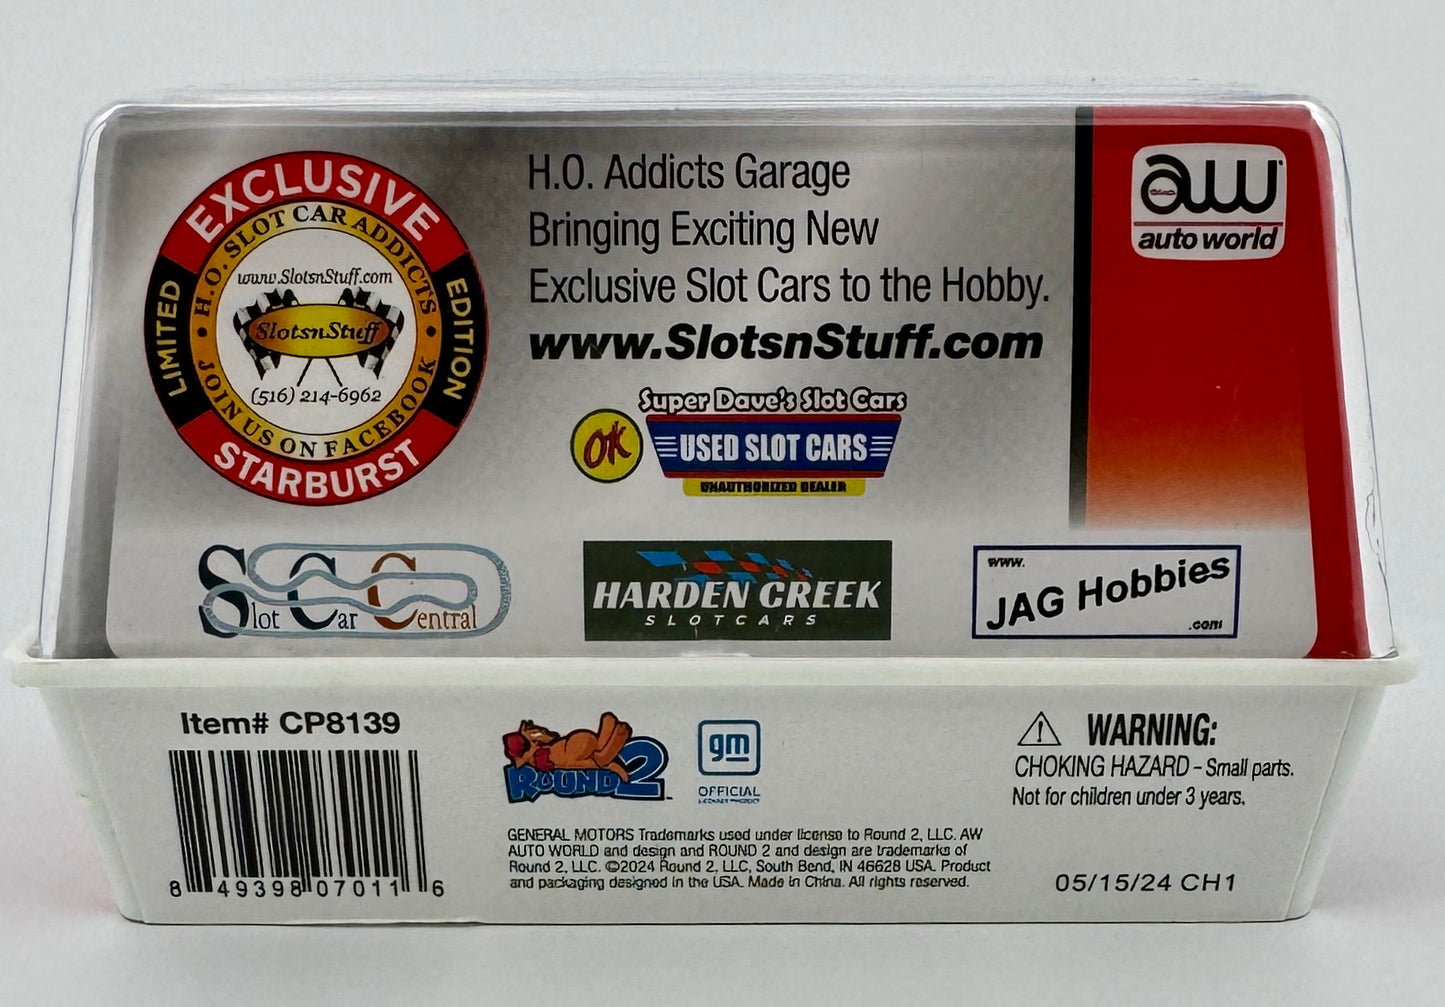 EXCLUSIVE
LIMITED
EDITION
STARBURST
H.O. SLOT CAR ADDICTS
JOIN US ON FACEBOOK
www.SlotsnStuff.com
SlotsnStuff
(516) 214-6962
H.O. Addicts Garage
Bringing Exciting New
Exclusive Slot Cars to the Hobby.
www.SlotsnStuff.com
aw
auto world
Super Dave's Slot Cars
OK
USED SLOT CARS
UNAUTHORIZED DEALER
Slot Car Central
HARDEN CREEK
SLOTCARS
www.
JAG Hobbies
.com
Item# CP8139
8 49398 07011 6
ROUND 2
gm
OFFICIAL
GENERAL MOTORS Trademarks used under license to Round 2, LLC. AW
AUTO WORLD and design and ROUND 2 and design are trademarks of
Round 2, LLC. ©2024 Round 2, LLC, South Bend, IN 46628 USA. Product
and packaging designed in the USA. Made in China. All rights reserved.
WARNING:
CHOKING HAZARD - Small parts.
Not for children under 3 years.
05/15/24 CH1